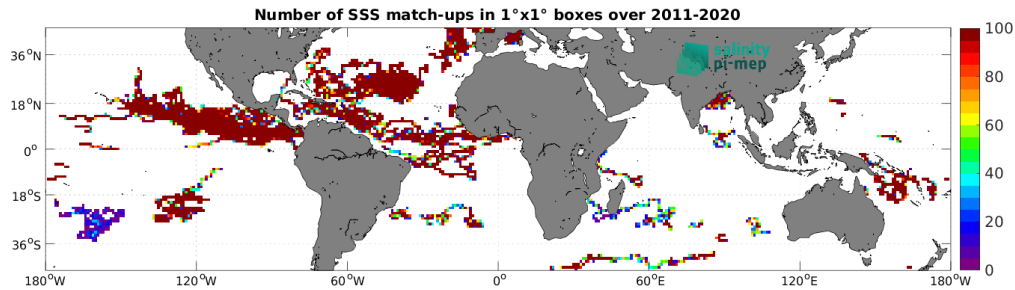 Number of SSS match-ups in 1°x1° boxes over 2011-2020
salinity
pi-mep
36°N
18°N
0°
18°S
36°S
180°W
120°W
60°W
0°
60°E
120°E
180°W
100
80
60
40
20
0